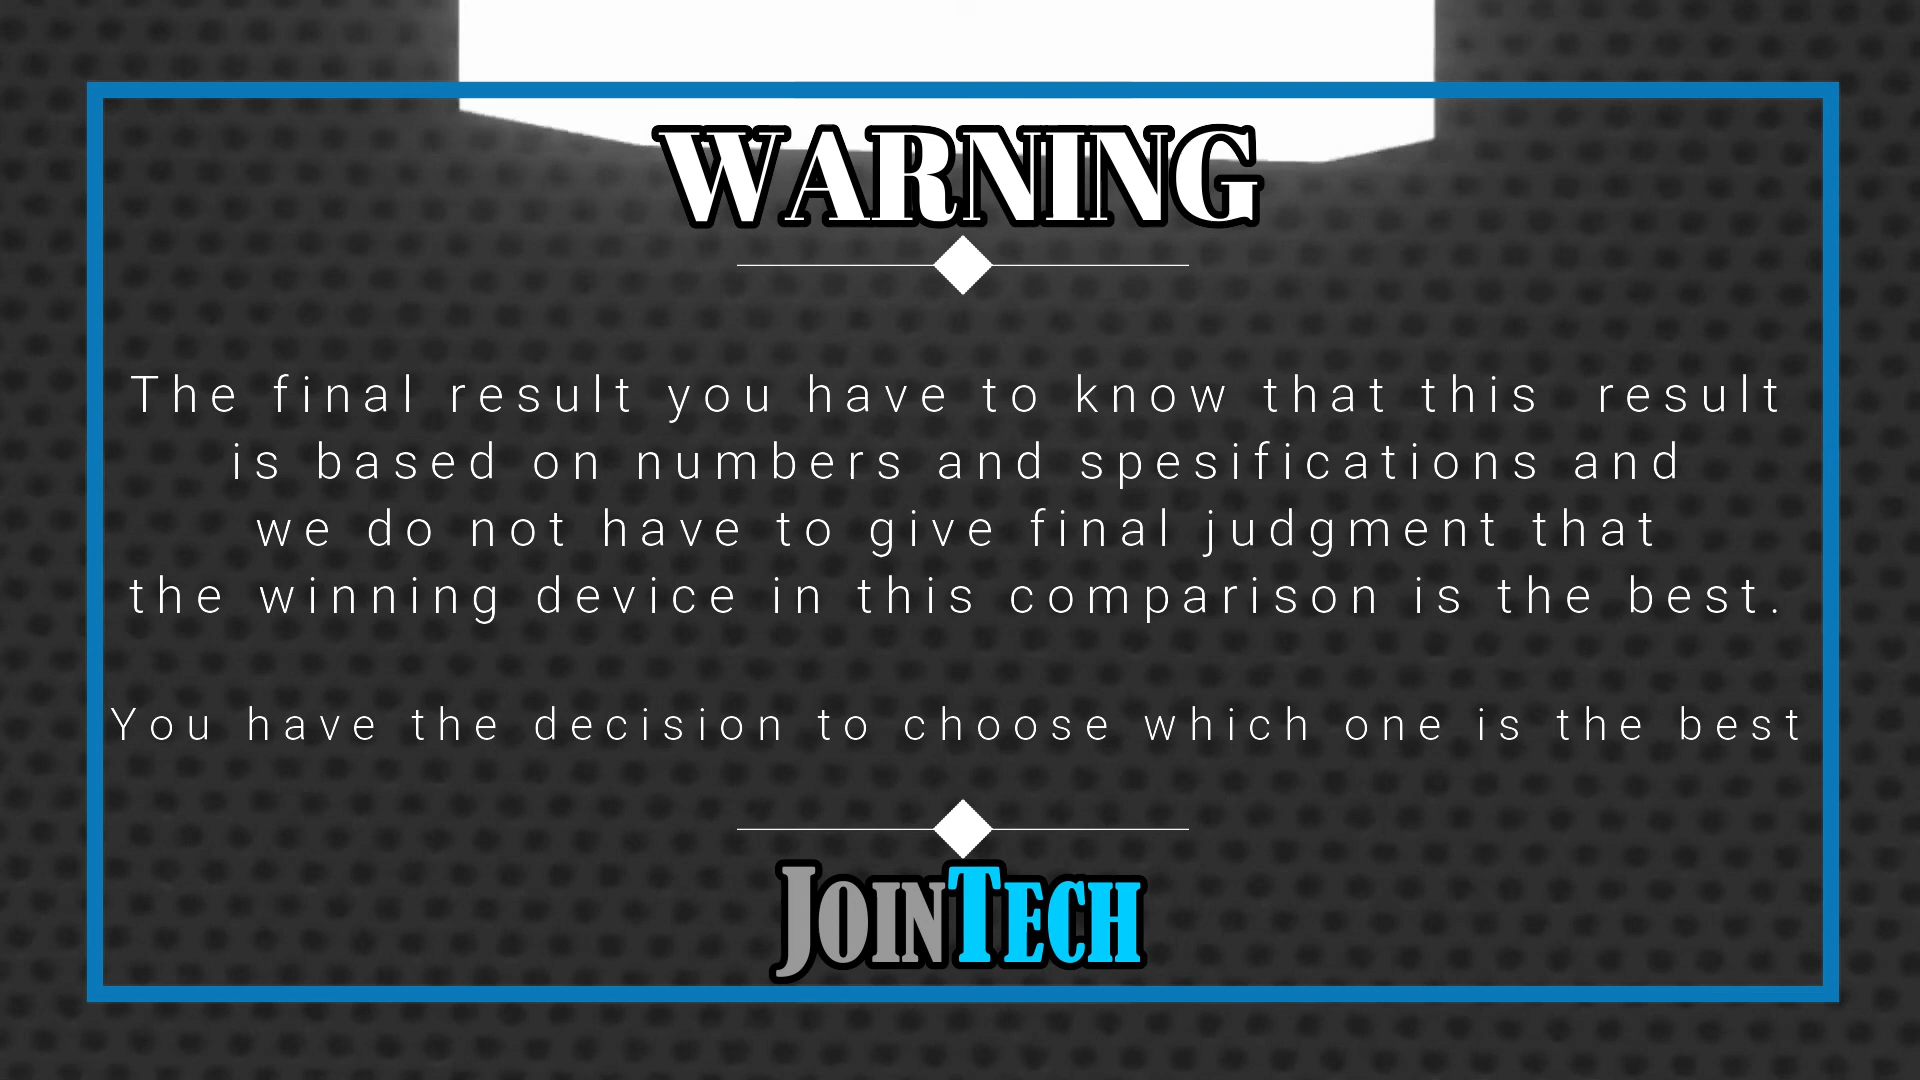 WARNING
The final result you have to know that this result
is based on numbers and spesifications and
we do not have to give final judgment that
the winning device in this comparison is the best.
You have the decision to choose which one is the best
JOINTECH